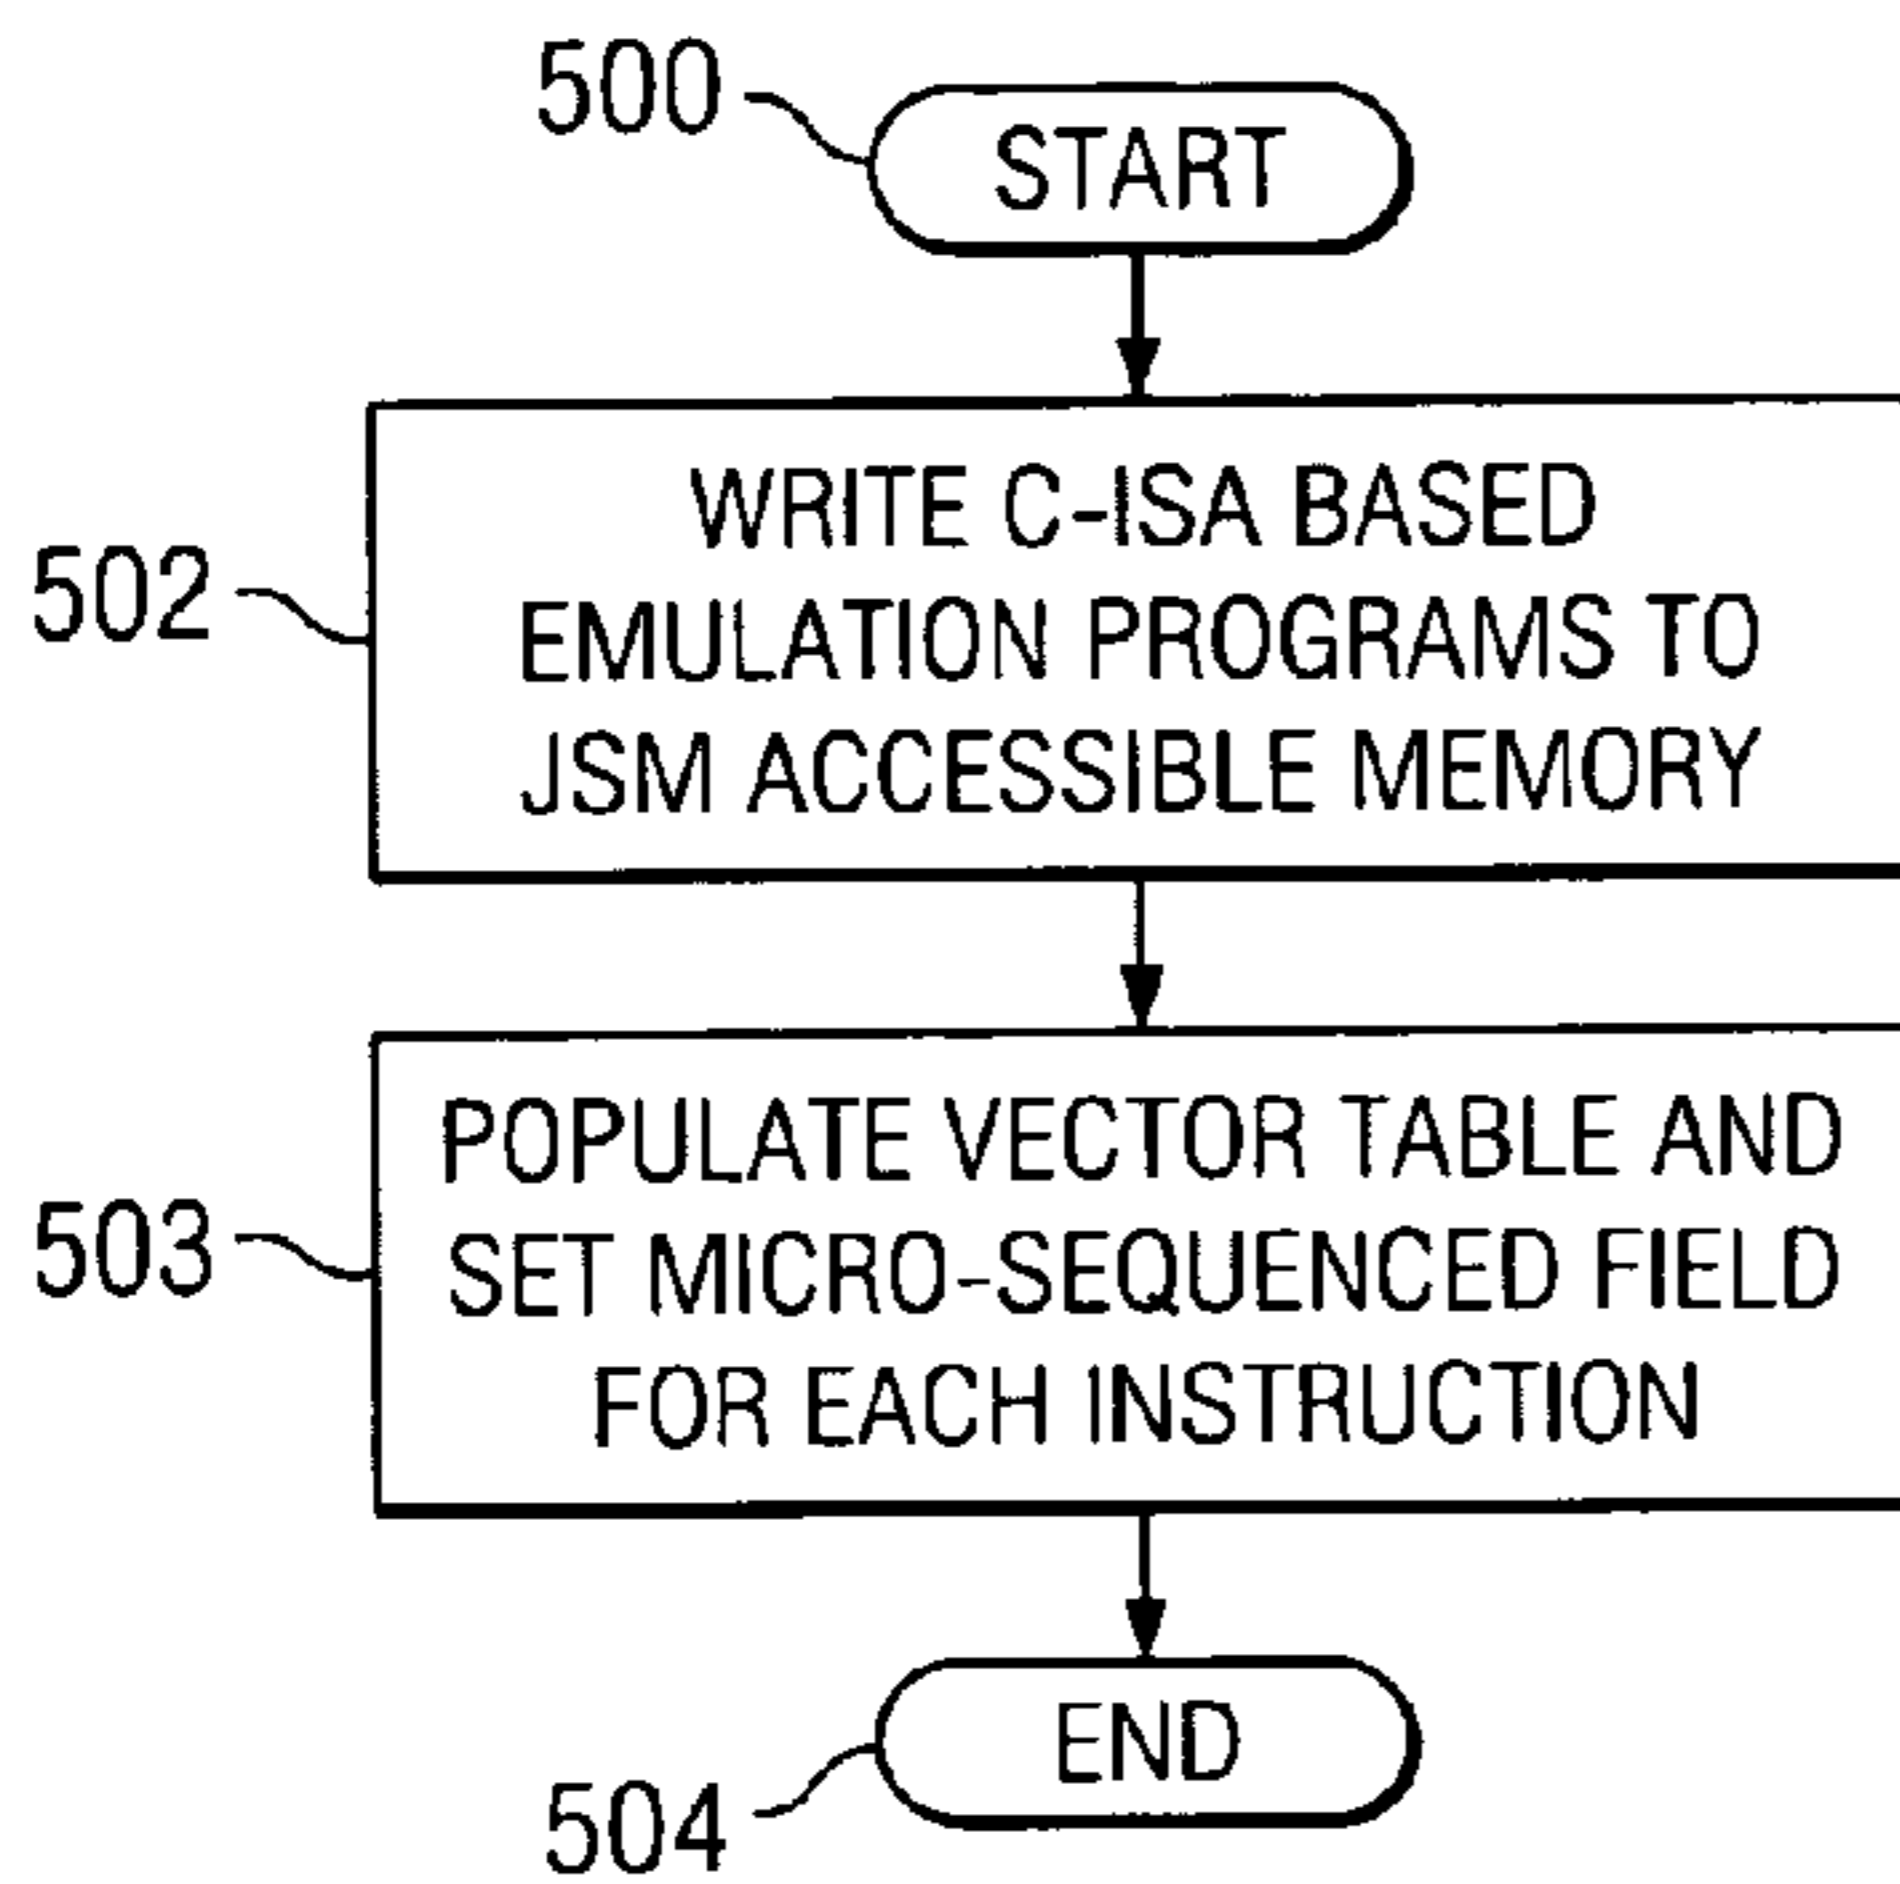 500
START
502
WRITE C-ISA BASED
EMULATION PROGRAMS TO
JSM ACCESSIBLE MEMORY
503
POPULATE VECTOR TABLE AND
SET MICRO-SEQUENCED FIELD
FOR EACH INSTRUCTION
END
504